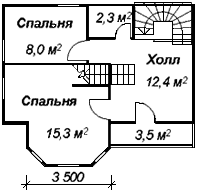 Спальня
8,0 м²
2,3 м²
Холл
12,4 м²
Спальня
15,3 м²
3,5 м²
3 500